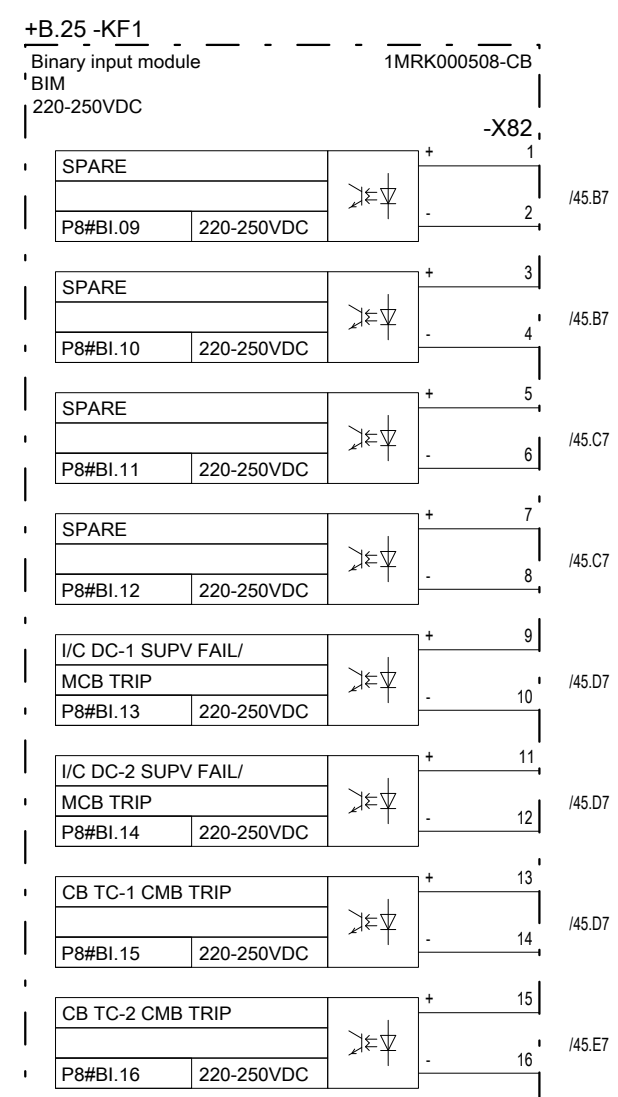 +B.25 -KF1
Binary input module 1MRK000508-CB
BIM
220-250VDC
-X82
SPARE + 1
/45.B7
P8#BI.09 220-250VDC - 2
SPARE + 3
/45.B7
P8#BI.10 220-250VDC - 4
SPARE + 5
/45.C7
P8#BI.11 220-250VDC - 6
SPARE + 7
/45.C7
P8#BI.12 220-250VDC - 8
I/C DC-1 SUPV FAIL/ + 9
MCB TRIP /45.D7
P8#BI.13 220-250VDC - 10
I/C DC-2 SUPV FAIL/ + 11
MCB TRIP /45.D7
P8#BI.14 220-250VDC - 12
CB TC-1 CMB TRIP + 13
/45.D7
P8#BI.15 220-250VDC - 14
CB TC-2 CMB TRIP + 15
/45.E7
P8#BI.16 220-250VDC - 16